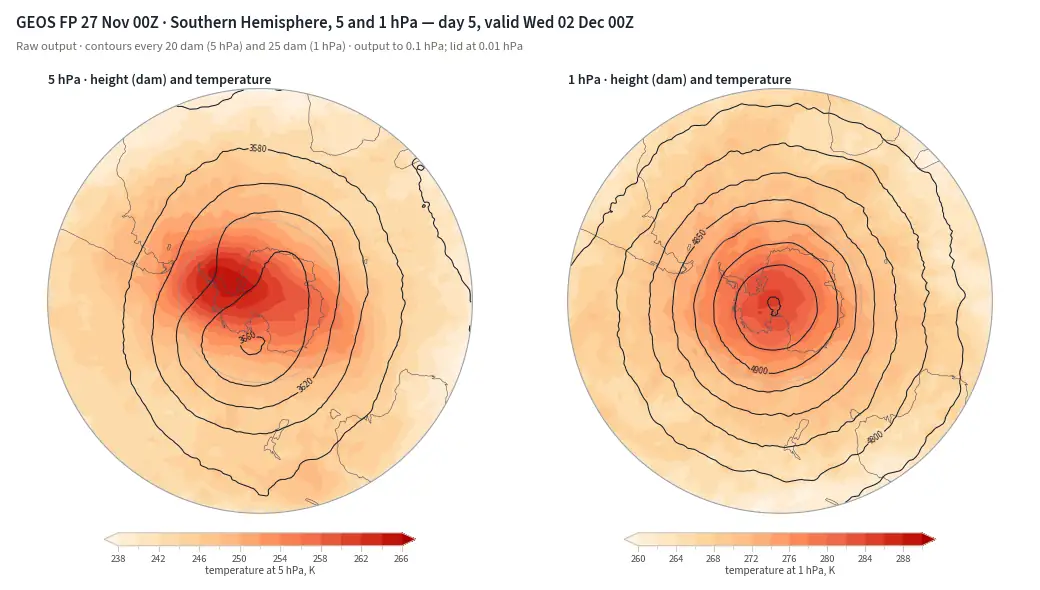 GEOS FP 27 Nov 00Z · Southern Hemisphere, 5 and 1 hPa — day 5, valid Wed 02 Dec 00Z
Raw output · contours every 20 dam (5 hPa) and 25 dam (1 hPa) · output to 0.1 hPa; lid at 0.01 hPa
5 hPa · height (dam) and temperature
1 hPa · height (dam) and temperature
3580
3660
3620
4850
4900
4800
238 242 246 250 254 258 262 266
temperature at 5 hPa, K
260 264 268 272 276 280 284 288
temperature at 1 hPa, K